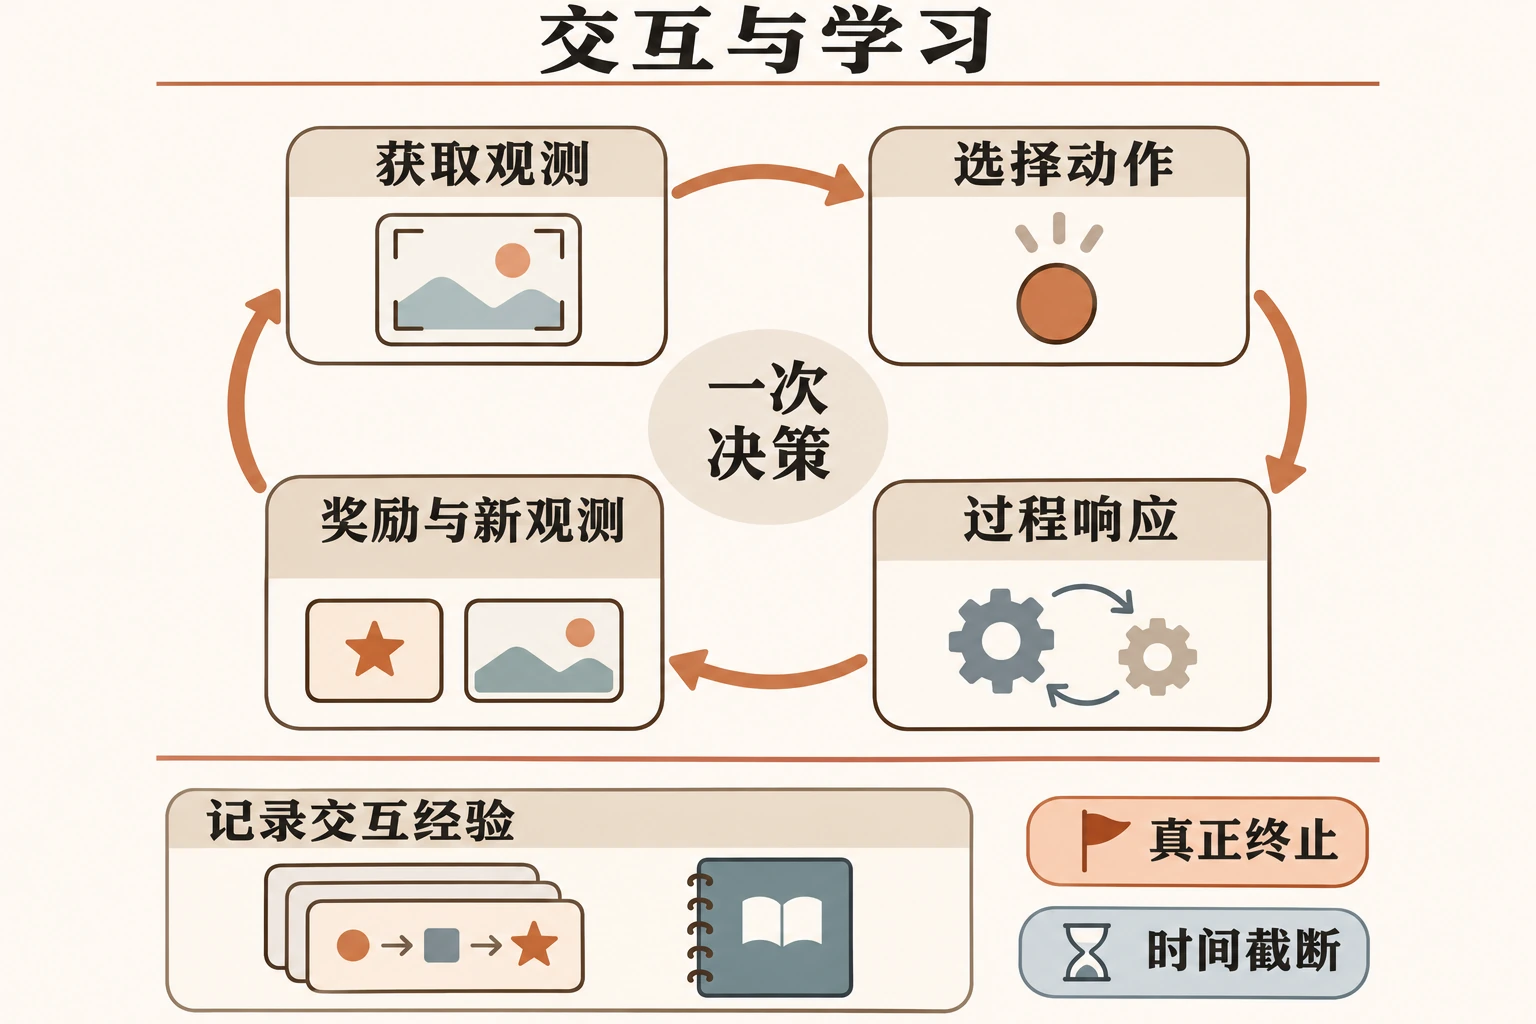 交互与学习
获取观测
选择动作
一次
决策
奖励与新观测
过程响应
记录交互经验
真正终止
时间截断